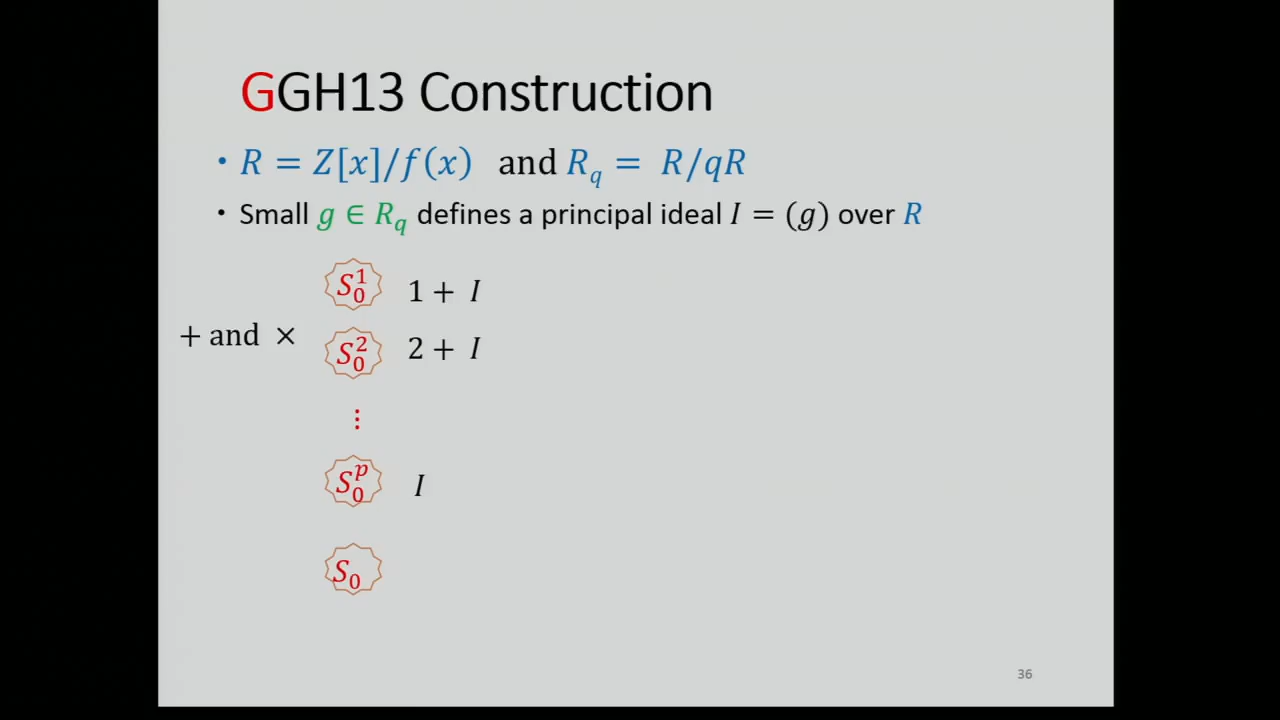 GGH13 Construction
• R = Z[x]/f(x) and R_q = R/qR
• Small g ∈ R_q defines a principal ideal I = (g) over R
S_0^1 1 + I
+ and ×
S_0^2 2 + I
⋮
S_0^p I
S_0
36